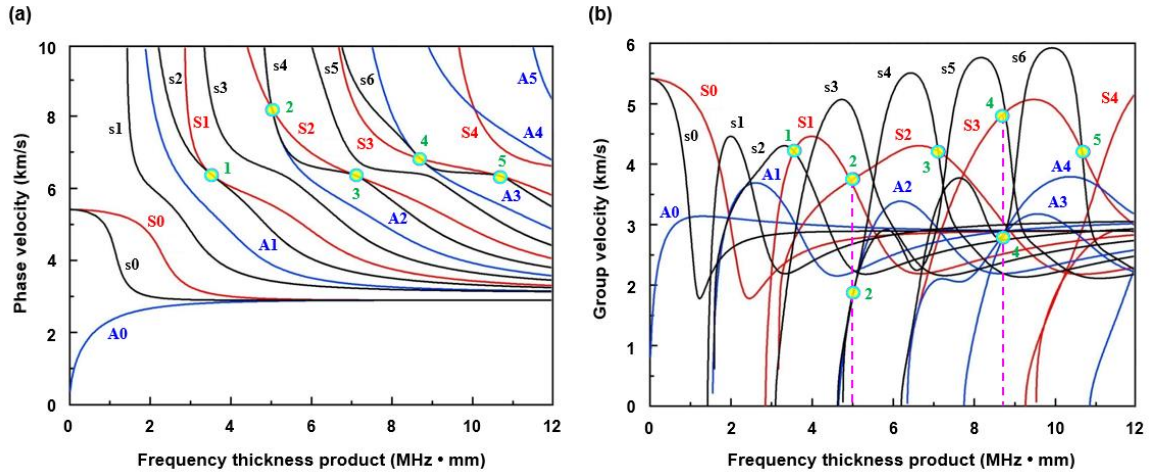 (a)
10
8
6
4
2
0
0 2 4 6 8 10 12
Phase velocity (km/s)
Frequency thickness product (MHz • mm)
s1
s2
S1
s3
s4
2
S2
s5
s6
S3
4
S4
A5
A4
1
3
5
A3
A2
A1
S0
s0
A0
(b)
6
5
4
3
2
1
0
0 2 4 6 8 10 12
Group velocity (km/s)
Frequency thickness product (MHz • mm)
S0
s0
s1
s2
1
S1
s3
s4
s5
s6
S2
S3
4
S4
5
3
2
A0
A1
A2
A4
A3
4
2